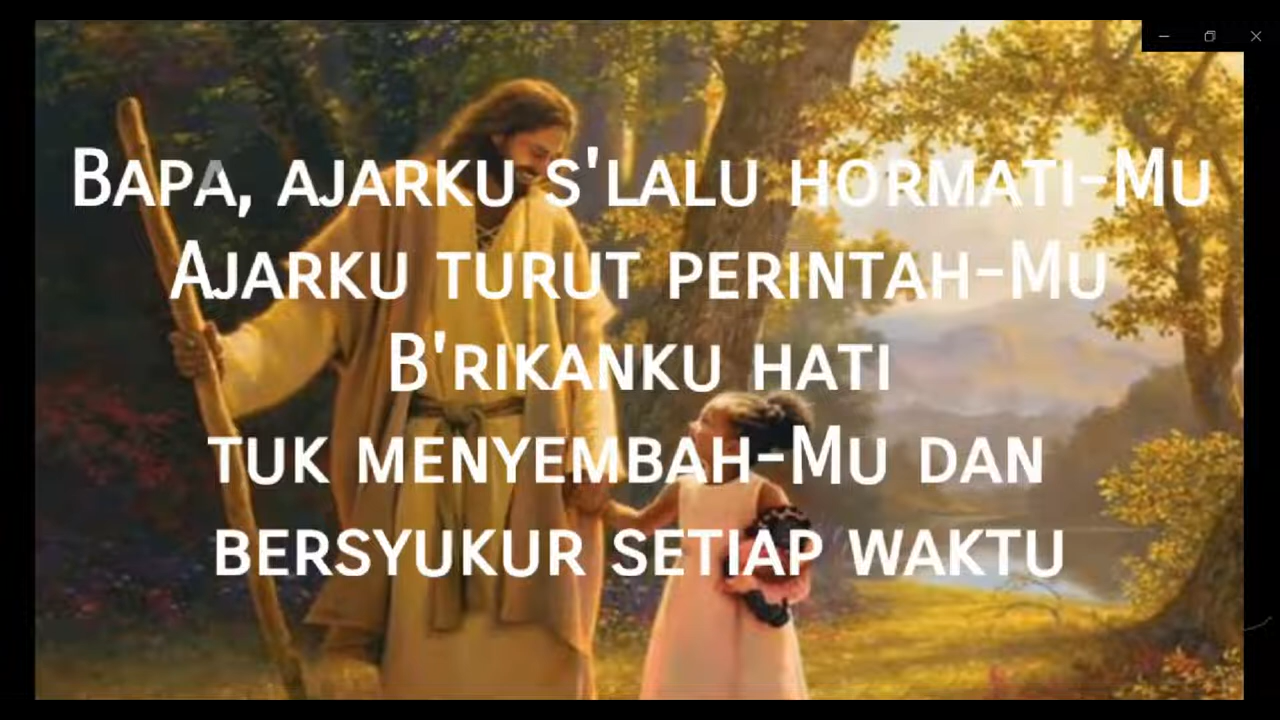 Bapa, ajarku s'lalu hormati-Mu
Ajarku turut perintah-Mu
B'rikanku hati
tuk menyembah-Mu dan
bersyukur setiap waktu